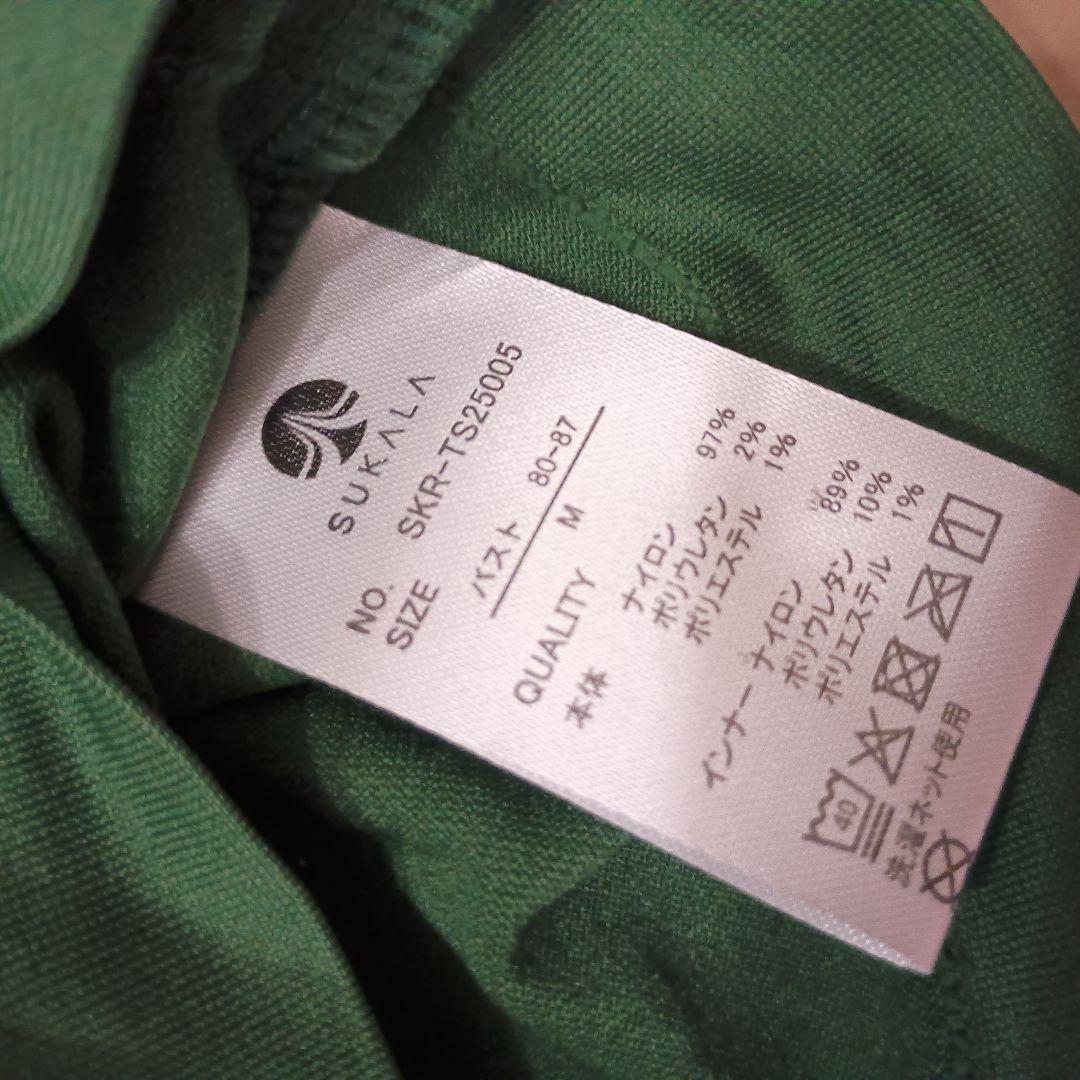 SUKALA
NO. SKR-TS25005
SIZE
バスト 80-87
M
QUALITY
本体 ナイロン 97%
ポリウレタン 2%
ポリエステル 1%
インナー ナイロン 89%
ポリウレタン 10%
ポリエステル 1%
40
洗濯ネット使用